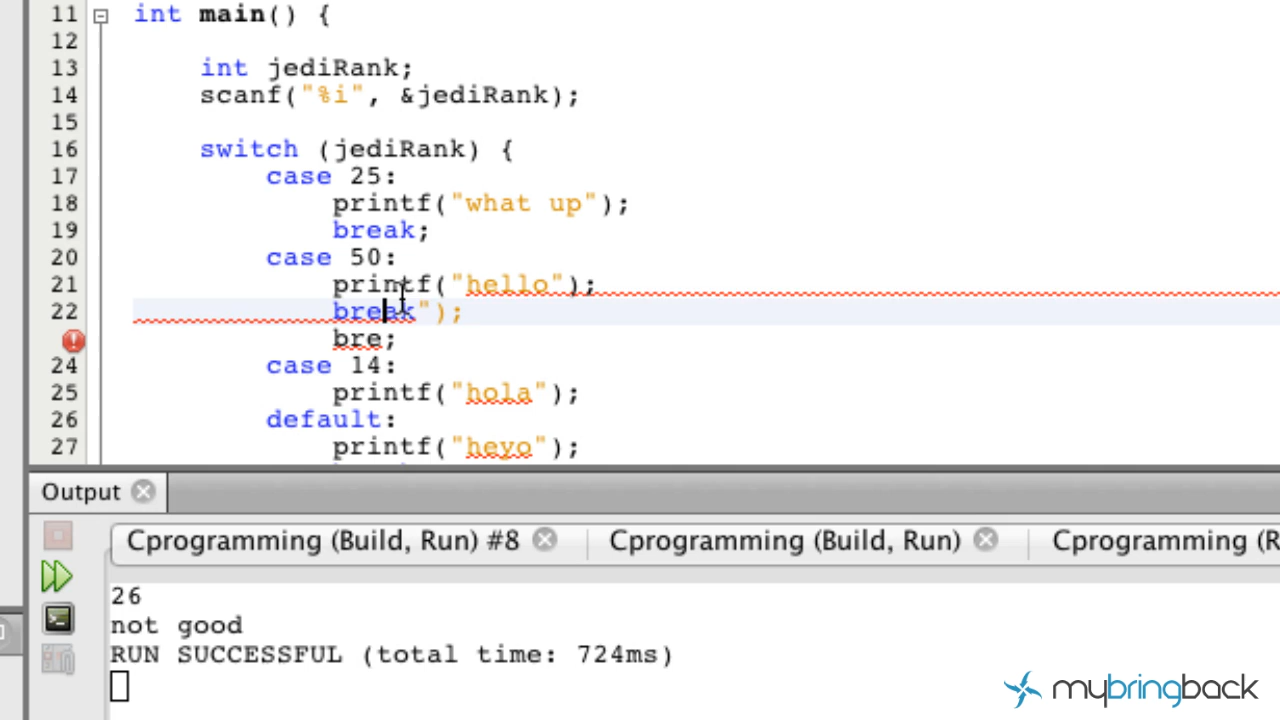 11 int main() {
12
13 int jediRank;
14 scanf("%i", &jediRank);
15
16 switch (jediRank) {
17 case 25:
18 printf("what up");
19 break;
20 case 50:
21 printf("hello");
22 break");
bre;
24 case 14:
25 printf("hola");
26 default:
27 printf("heyo");
Output
Cprogramming (Build, Run) #8 Cprogramming (Build, Run) Cprogramming (R
26
not good
RUN SUCCESSFUL (total time: 724ms)
mybringback